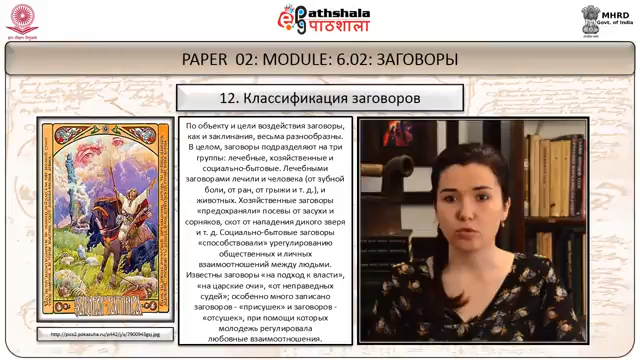 ePathshala
पाठशाला
MHRD
Govt. of India
PAPER 02: MODULE: 6.02: ЗАГОВОРЫ
12. Классификация заговоров
По объекту и цели воздействия заговоры,
как и заклинания, весьма разнообразны.
В целом, заговоры подразделяют на три
группы: лечебные, хозяйственные и
социально-бытовые. Лечебными
заговорами лечили и человека (от зубной
боли, от ран, от грыжи и т. д.), и
животных. Хозяйственные заговоры
«предохраняли» посевы от засухи и
сорняков, скот от нападения дикого зверя
и т. д. Социально-бытовые заговоры
«способствовали» урегулированию
общественных и личных
взаимоотношений между людьми.
Известны заговоры «на подход к власти»,
«на царские очи», «от неправедных
судей»; особенно много записано
заговоров - «присушек» и заговоров -
«отсушек», при помощи которых
молодежь регулировала
любовные взаимоотношения.